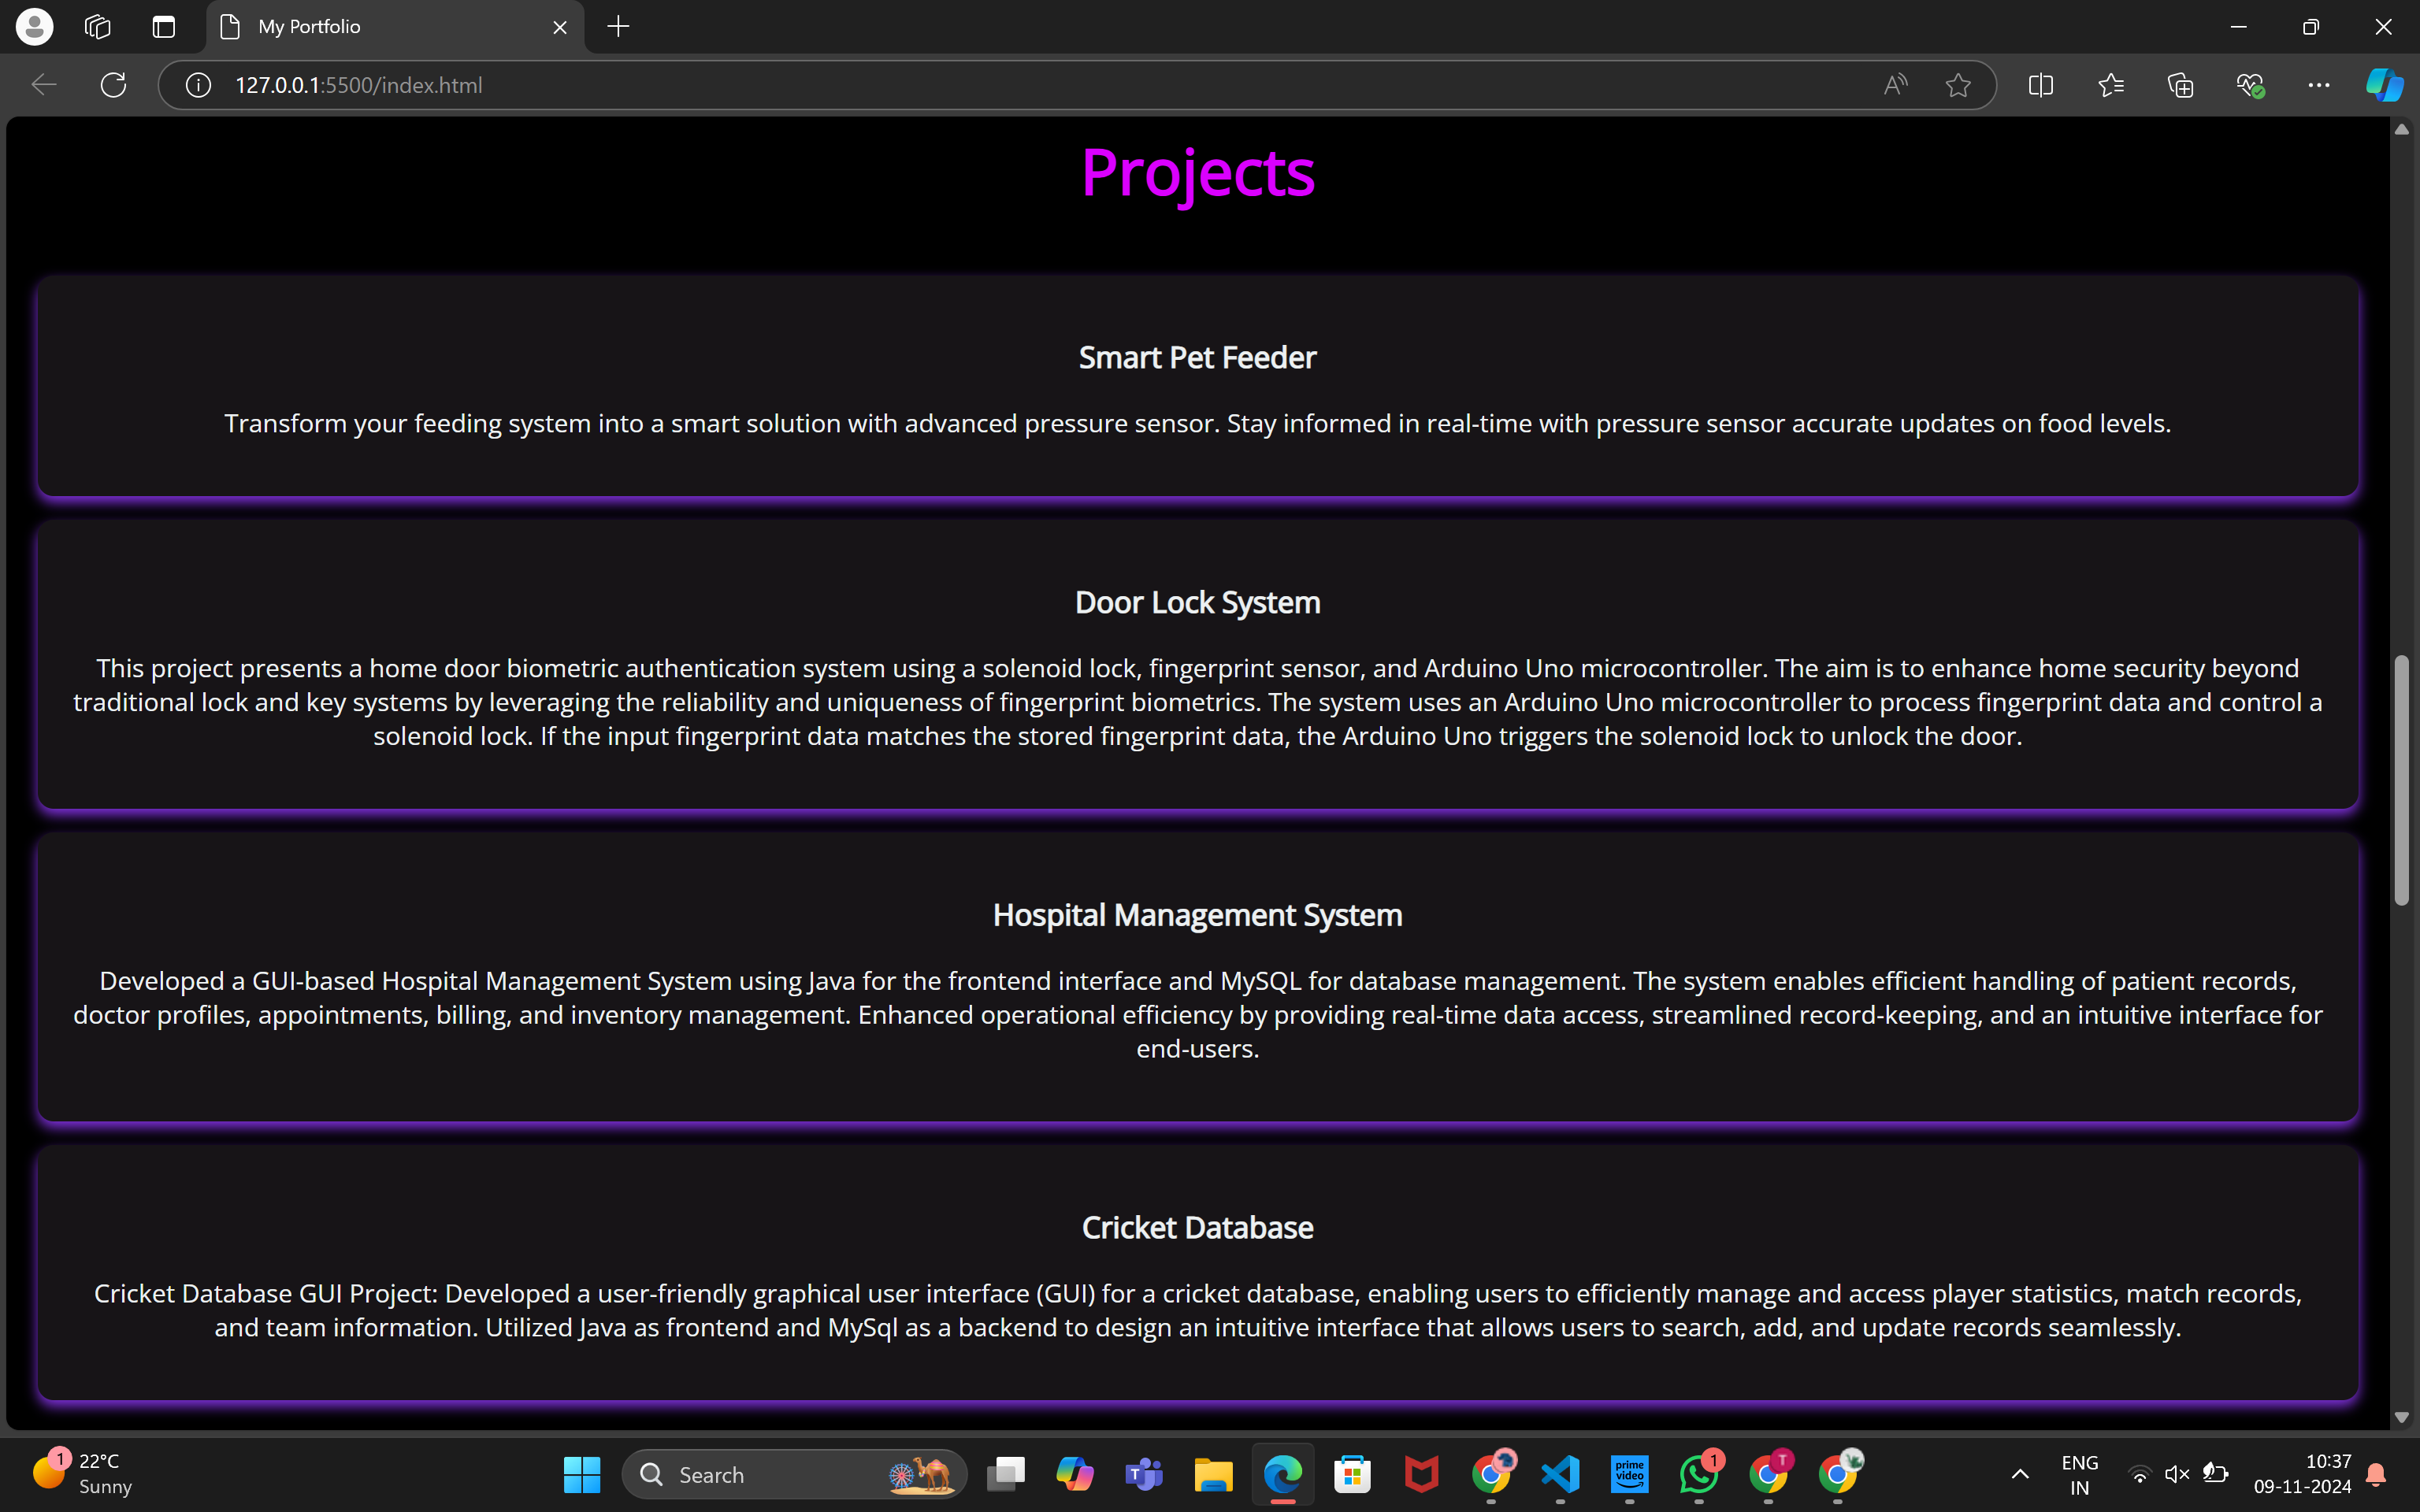 My Portfolio
127.0.0.1:5500/index.html
Projects
Smart Pet Feeder
Transform your feeding system into a smart solution with advanced pressure sensor. Stay informed in real-time with pressure sensor accurate updates on food levels.
Door Lock System
This project presents a home door biometric authentication system using a solenoid lock, fingerprint sensor, and Arduino Uno microcontroller. The aim is to enhance home security beyond
traditional lock and key systems by leveraging the reliability and uniqueness of fingerprint biometrics. The system uses an Arduino Uno microcontroller to process fingerprint data and control a
solenoid lock. If the input fingerprint data matches the stored fingerprint data, the Arduino Uno triggers the solenoid lock to unlock the door.
Hospital Management System
Developed a GUI-based Hospital Management System using Java for the frontend interface and MySQL for database management. The system enables efficient handling of patient records,
doctor profiles, appointments, billing, and inventory management. Enhanced operational efficiency by providing real-time data access, streamlined record-keeping, and an intuitive interface for
end-users.
Cricket Database
Cricket Database GUI Project: Developed a user-friendly graphical user interface (GUI) for a cricket database, enabling users to efficiently manage and access player statistics, match records,
and team information. Utilized Java as frontend and MySql as a backend to design an intuitive interface that allows users to search, add, and update records seamlessly.
1
22°C
Sunny
Search
T
prime
video
1
T
ENG
IN
10:37
09-11-2024